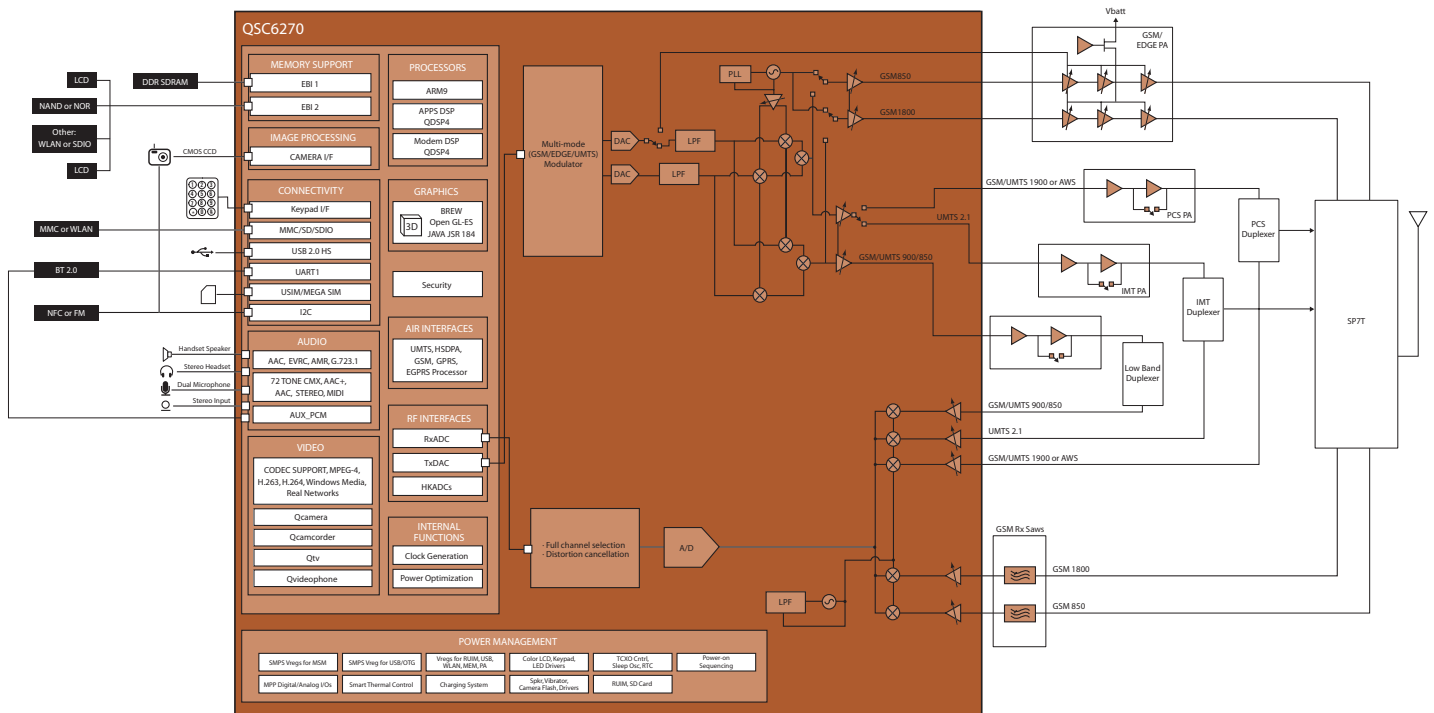 QSC6270
LCD
NAND or NOR
Other:
WLAN or SDIO
LCD
DDR SDRAM
CMOS CCD
MMC or WLAN
BT 2.0
NFC or FM
Handset Speaker
Stereo Headset
Dual Microphone
Stereo Input
1 2 3
4 5 6
7 8 9
MEMORY SUPPORT
EBI 1
EBI 2
IMAGE PROCESSING
CAMERA I/F
CONNECTIVITY
Keypad I/F
MMC/SD/SDIO
USB 2.0 HS
UART1
USIM/MEGA SIM
I2C
AUDIO
AAC, EVRC, AMR, G.723.1
72 TONE CMX, AAC+,
AAC, STEREO, MIDI
AUX_PCM
VIDEO
CODEC SUPPORT, MPEG-4,
H.263, H.264, Windows Media,
Real Networks
Qcamera
Qcamcorder
Qtv
Qvideophone
PROCESSORS
ARM9
APPS DSP
QDSP4
Modem DSP
QDSP4
GRAPHICS
3D
BREW
Open GL-ES
JAVA JSR 184
Security
AIR INTERFACES
UMTS, HSDPA,
GSM, GPRS,
EGPRS Processor
RF INTERFACES
RxADC
TxDAC
HKADCs
INTERNAL
FUNCTIONS
Clock Generation
Power Optimization
Multi-mode
(GSM/EDGE/UMTS)
Modulator
DAC
DAC
LPF
LPF
PLL
GSM850
GSM1800
GSM/UMTS 1900 or AWS
UMTS 2.1
GSM/UMTS 900/850
Vbatt
GSM/
EDGE PA
PCS PA
PCS
Duplexer
IMT PA
IMT
Duplexer
Low Band
Duplexer
SP7T
GSM/UMTS 900/850
UMTS 2.1
GSM/UMTS 1900 or AWS
GSM Rx Saws
GSM 1800
GSM 850
- Full channel selection
- Distortion cancellation
A/D
LPF
POWER MANAGEMENT
SMPS Vregs for MSM
SMPS Vreg for USB/OTG
Vregs for RUIM, USB,
WLAN, MEM, PA
Color LCD, Keypad,
LED Drivers
TCXO Cntrl,
Sleep Osc, RTC
Power-on
Sequencing
MPP Digital/Analog I/Os
Smart Thermal Control
Charging System
Spkr, Vibrator,
Camera Flash, Drivers
RUIM, SD Card